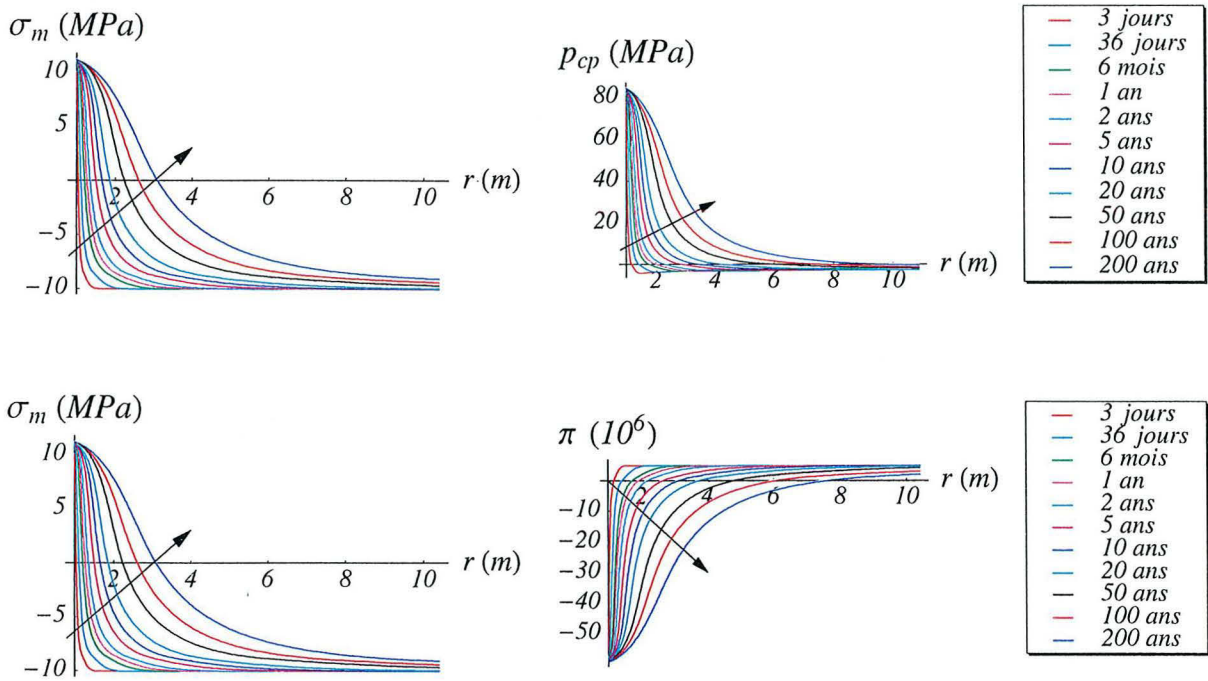 σm (MPa)
10
5
−5
−10
2
4
6
8
10
r (m)
pcp (MPa)
80
60
40
20
2
4
6
8
10
r (m)
3 jours
36 jours
6 mois
1 an
2 ans
5 ans
10 ans
20 ans
50 ans
100 ans
200 ans
σm (MPa)
10
5
−5
−10
2
4
6
8
10
r (m)
π (10⁶)
−10
−20
−30
−40
−50
2
4
6
8
10
r (m)
3 jours
36 jours
6 mois
1 an
2 ans
5 ans
10 ans
20 ans
50 ans
100 ans
200 ans